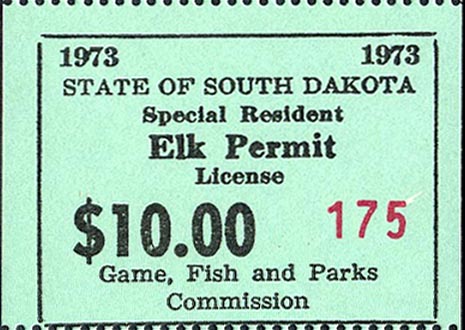 1973 1973
STATE OF SOUTH DAKOTA
Special Resident
Elk Permit
License
$10.00 175
Game, Fish and Parks
Commission